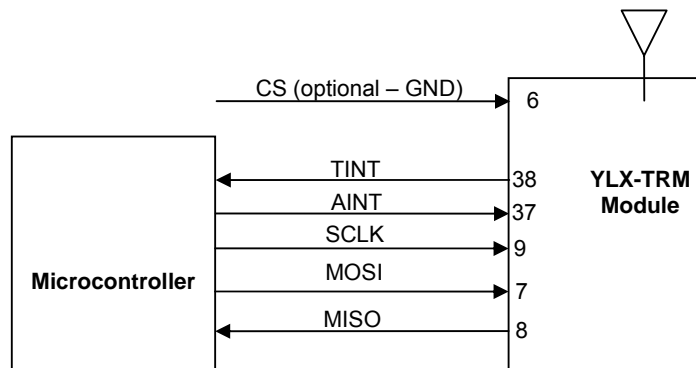 CS (optional – GND)
6
TINT
38
YLX-TRM
Module
AINT
37
SCLK
9
Microcontroller
MOSI
7
MISO
8